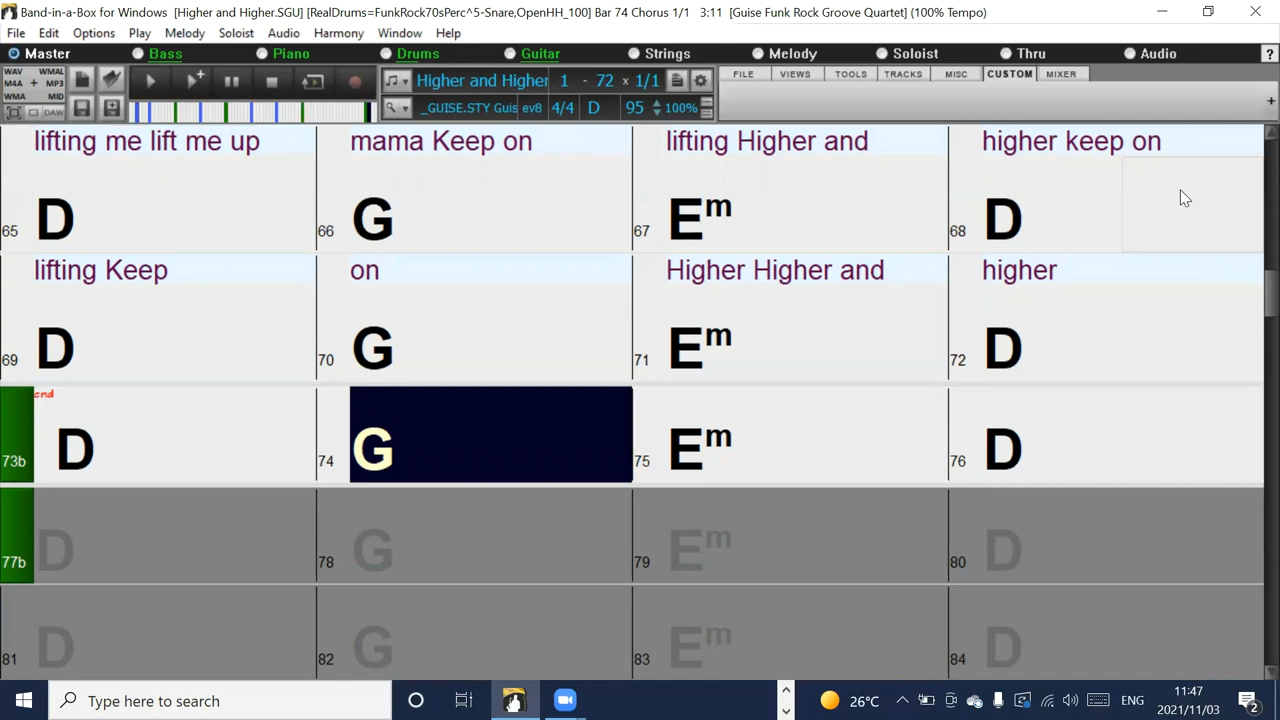 Band-in-a-Box for Windows [Higher and Higher.SGU] [RealDrums=FunkRock70sPerc^5-Snare,OpenHH_100] Bar 74 Chorus 1/1 3:11 [Guise Funk Rock Groove Quartet] (100% Tempo)
File Edit Options Play Melody Soloist Audio Harmony Window Help
Master Bass Piano Drums Guitar Strings Melody Soloist Thru Audio ?
WAV WMAL M4A + MP3 WMA MID DAW
Higher and Higher 1 - 72 x 1/1
_GUISE.STY Guis ev8 4/4 D 95 100%
FILE VIEWS TOOLS TRACKS MISC CUSTOM MIXER
+
lifting me lift me up mama Keep on lifting Higher and higher keep on
65 D 66 G 67 Em 68 D
lifting Keep on Higher Higher and higher
69 D 70 G 71 Em 72 D
end
73b D 74 G 75 Em 76 D
77b D 78 G 79 Em 80 D
81 D 82 G 83 Em 84 D
Type here to search
26°C ENG
11:47
2021/11/03
2